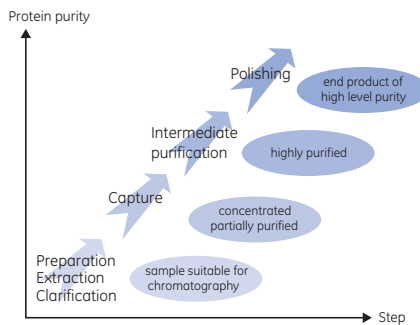 Protein purity
Polishing
end product of
high level purity
Intermediate
purification
highly purified
Capture
concentrated
partially purified
Preparation
Extraction
Clarification
sample suitable for
chromatography
Step